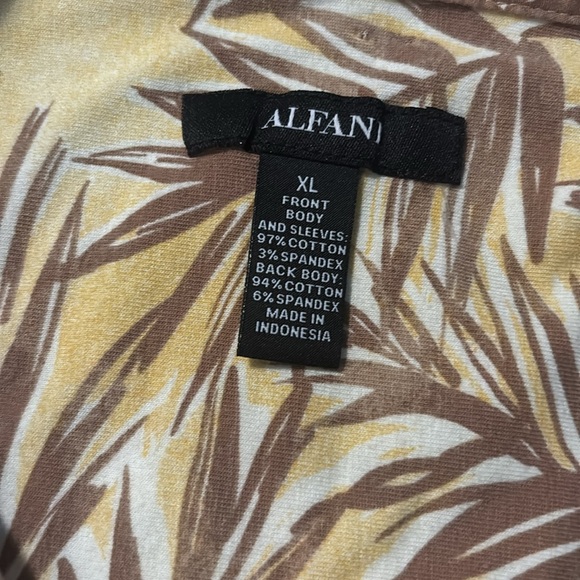 ALFANI
XL
FRONT
BODY
AND SLEEVES:
97% COTTON
3% SPANDEX
BACK BODY:
94% COTTON
6% SPANDEX
MADE IN
INDONESIA